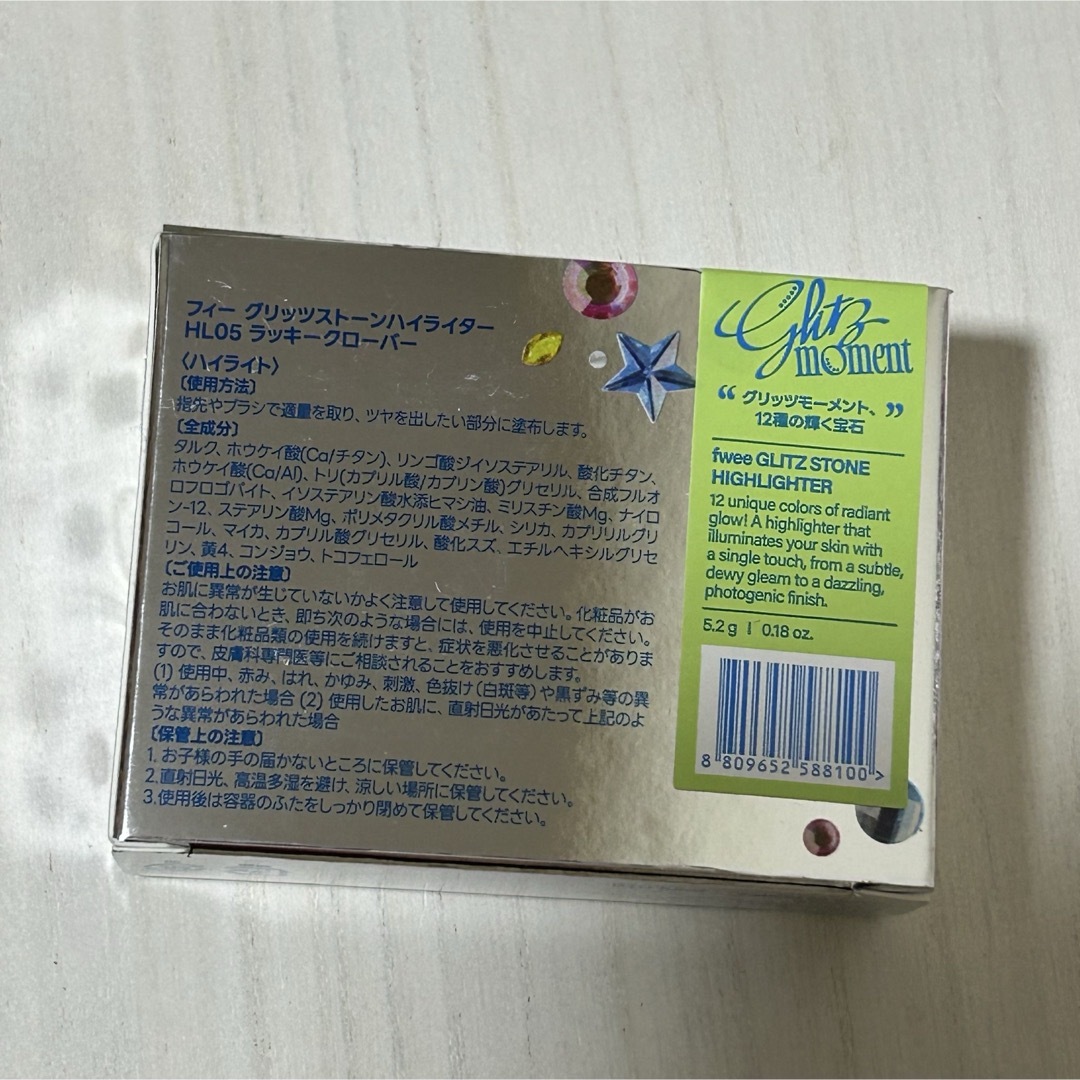 フィー グリッツストーンハイライター
HL05 ラッキークローバー
〈ハイライト〉
〔使用方法〕
指先やブラシで適量を取り、ツヤを出したい部分に塗布します。
〔全成分〕
タルク、ホウケイ酸(Ca/チタン)、リンゴ酸ジイソステアリル、酸化チタン、
ホウケイ酸(Ca/Al)、トリ(カプリル酸/カプリン酸)グリセリル、合成フルオ
ロフロゴパイト、イソステアリン酸水添ヒマシ油、ミリスチン酸Mg、ナイロ
ン-12、ステアリン酸Mg、ポリメタクリル酸メチル、シリカ、カプリリルグリ
コール、マイカ、カプリル酸グリセリル、酸化スズ、エチルヘキシルグリセ
リン、黄4、コンジョウ、トコフェロール
〔ご使用上の注意〕
お肌に異常が生じていないかよく注意して使用してください。化粧品がお
肌に合わないとき、即ち次のような場合には、使用を中止してください。
そのまま化粧品類の使用を続けますと、症状を悪化させることがありま
すので、皮膚科専門医等にご相談されることをおすすめします。
(1) 使用中、赤み、はれ、かゆみ、刺激、色抜け(白斑等)や黒ずみ等の異
常があらわれた場合 (2) 使用したお肌に、直射日光があたって上記のよ
うな異常があらわれた場合
〔保管上の注意〕
1. お子様の手の届かないところに保管してください。
2.直射日光、高温多湿を避け、涼しい場所に保管してください。
3.使用後は容器のふたをしっかり閉めて保管してください。
Glitz
moment
“ グリッツモーメント、 ”
12種の輝く宝石
fwee GLITZ STONE
HIGHLIGHTER
12 unique colors of radiant
glow! A highlighter that
illuminates your skin with
a single touch, from a subtle,
dewy gleam to a dazzling,
photogenic finish.
5.2 g | 0.18 oz.
8 809652 588100 >